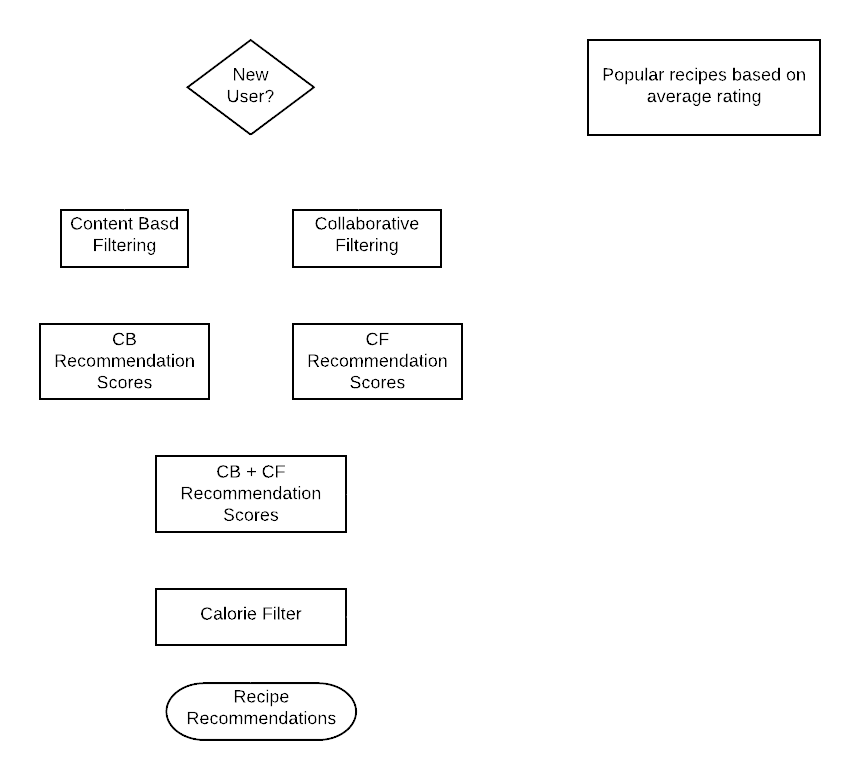 New
User?
Popular recipes based on
average rating
Content Basd
Filtering
Collaborative
Filtering
CB
Recommendation
Scores
CF
Recommendation
Scores
CB + CF
Recommendation
Scores
Calorie Filter
Recipe
Recommendations